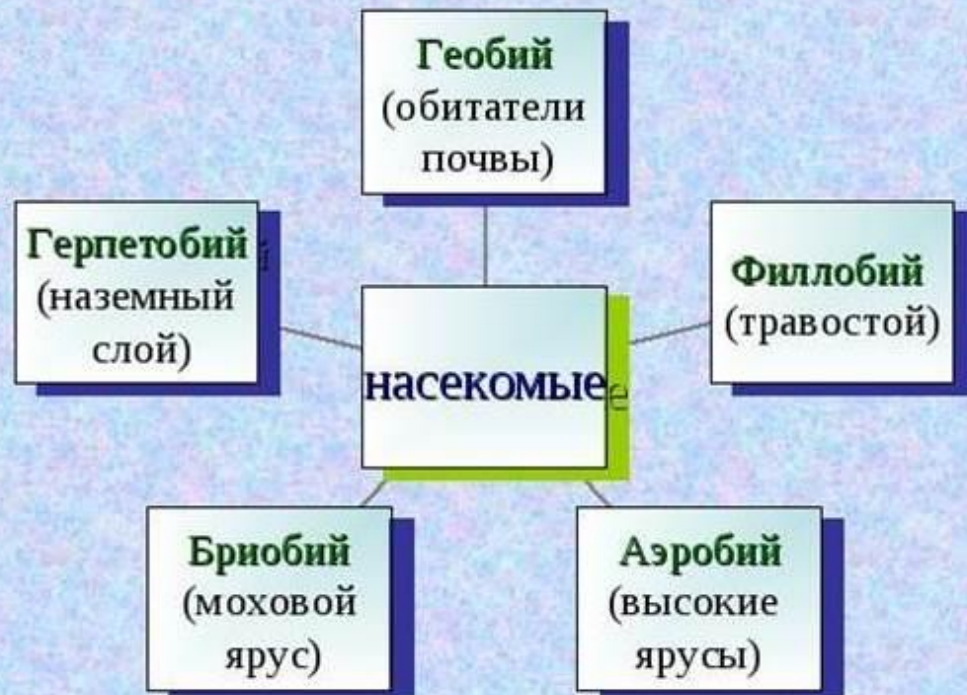 Геобий
(обитатели
почвы)
Герпетобий
(наземный
слой)
Филлобий
(травостой)
насекомые
Бриобий
(моховой
ярус)
Аэробий
(высокие
ярусы)